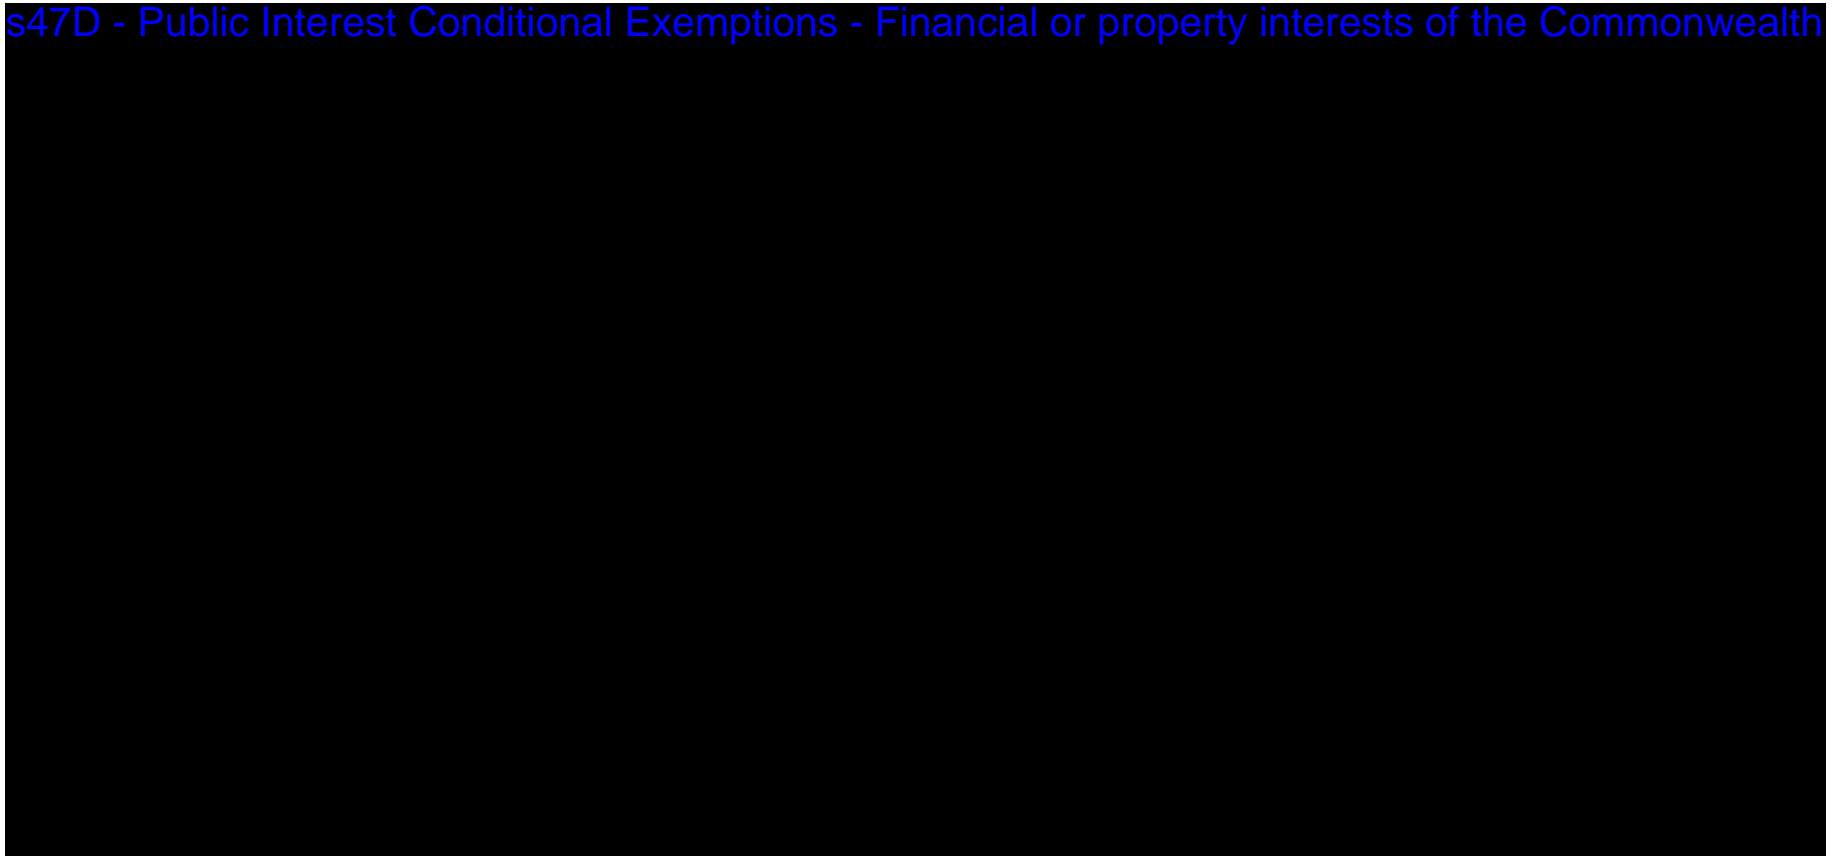 s47D - Public Interest Conditional Exemptions - Financial or property interests of the Commonwealth